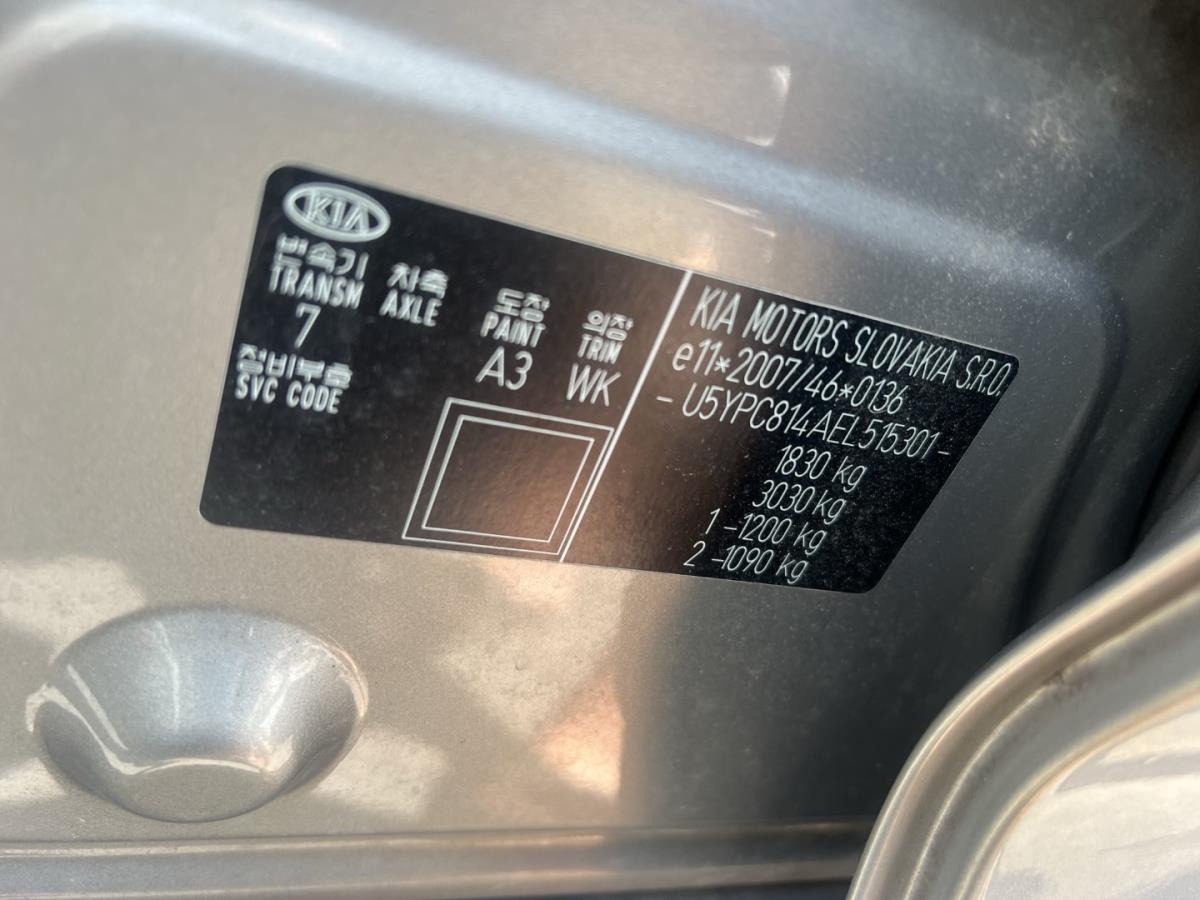 KIA
변속기 차축 도장 의장
TRANSM AXLE PAINT TRIM
7 A3 WK
정비부호
SVC CODE
KIA MOTORS SLOVAKIA S.R.O.
e11*2007/46*0136
- U5YPC814AEL515301 -
1830 kg
3030 kg
1 -1200 kg
2 -1090 kg